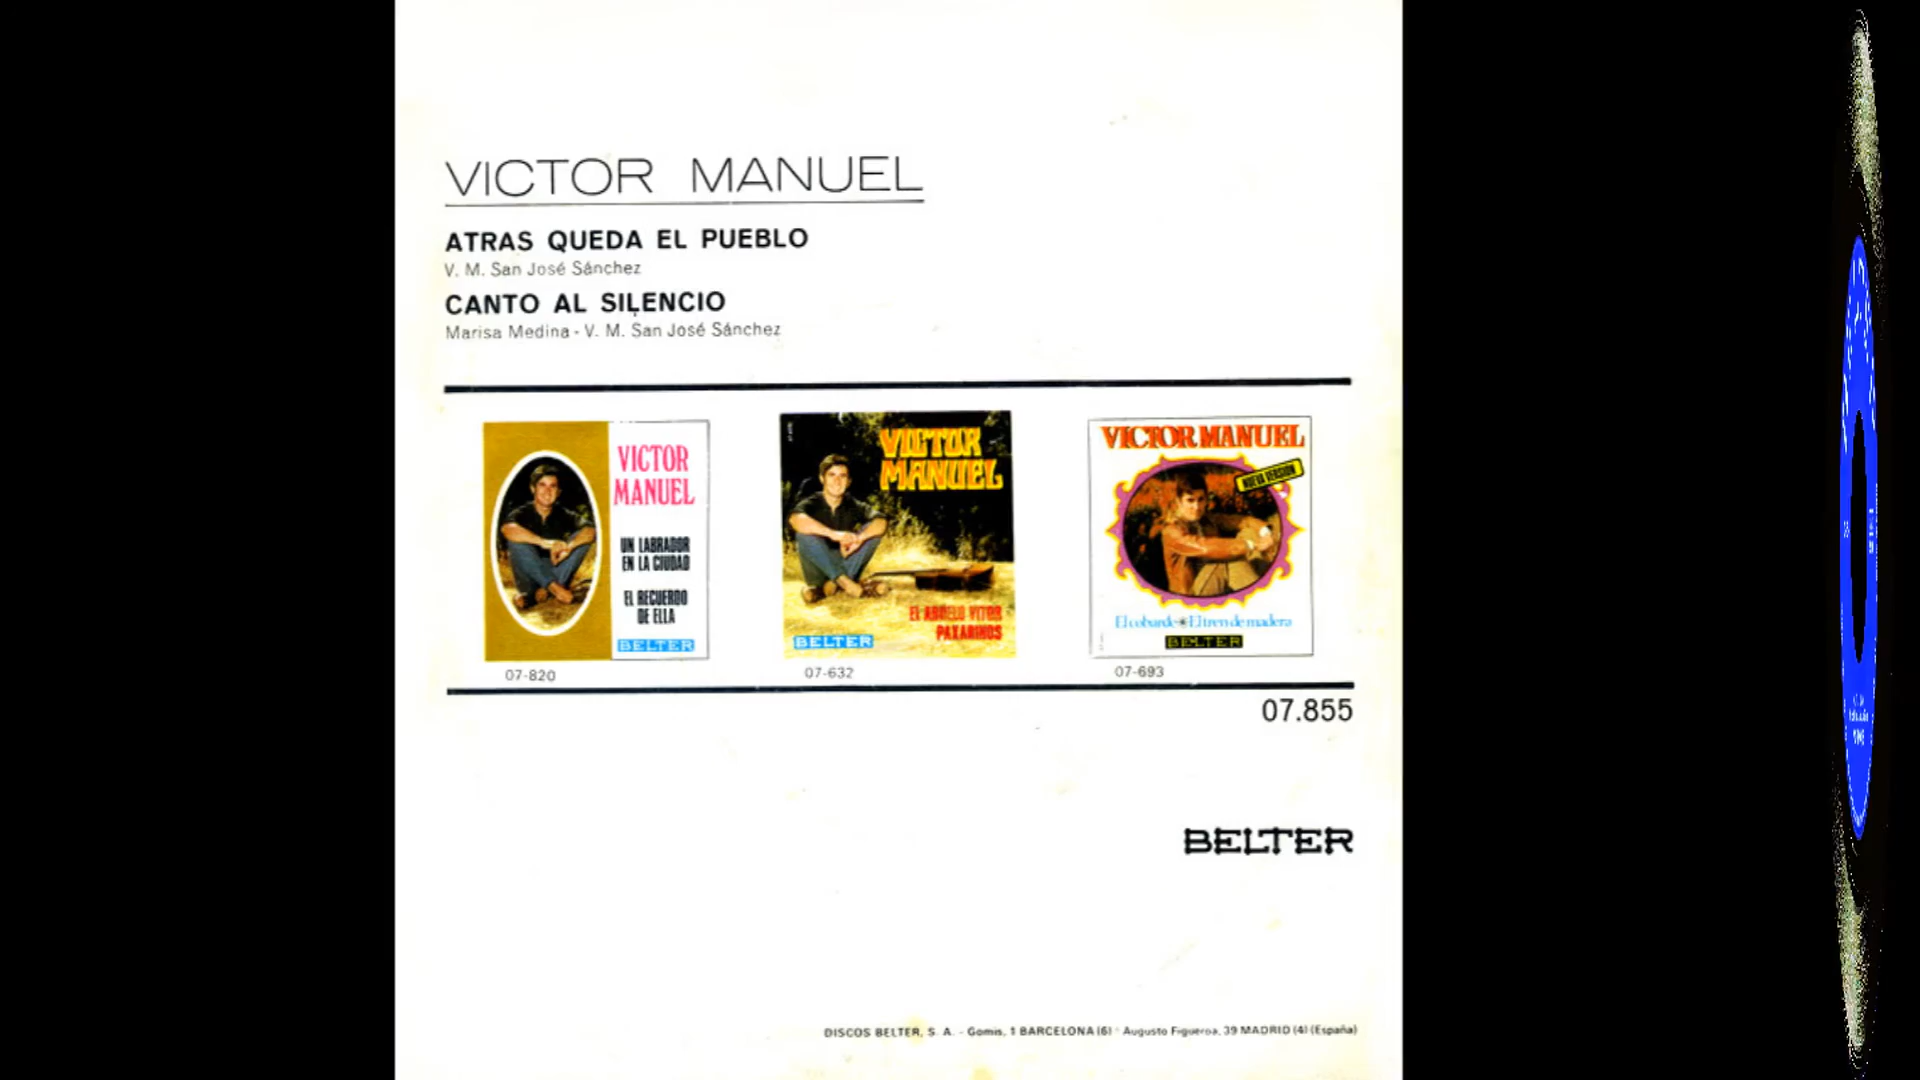 VICTOR MANUEL
ATRAS QUEDA EL PUEBLO
V. M. San José Sánchez
CANTO AL SILENCIO
Marisa Medina - V. M. San José Sánchez
VICTOR
MANUEL
UN LABRADOR
EN LA CIUDAD
EL RECUERDO
DE ELLA
BELTER
07-820
VICTOR
MANUEL
EL ABUELO VITOR
PAXARINOS
BELTER
07-632
VICTOR MANUEL
NUEVA VERSION
El cobarde * El tren de madera
BELTER
07-693
07.855
BELTER
DISCOS BELTER, S. A. - Gomis, 1 BARCELONA (6) - Augusto Figueroa, 39 MADRID (4) (España)